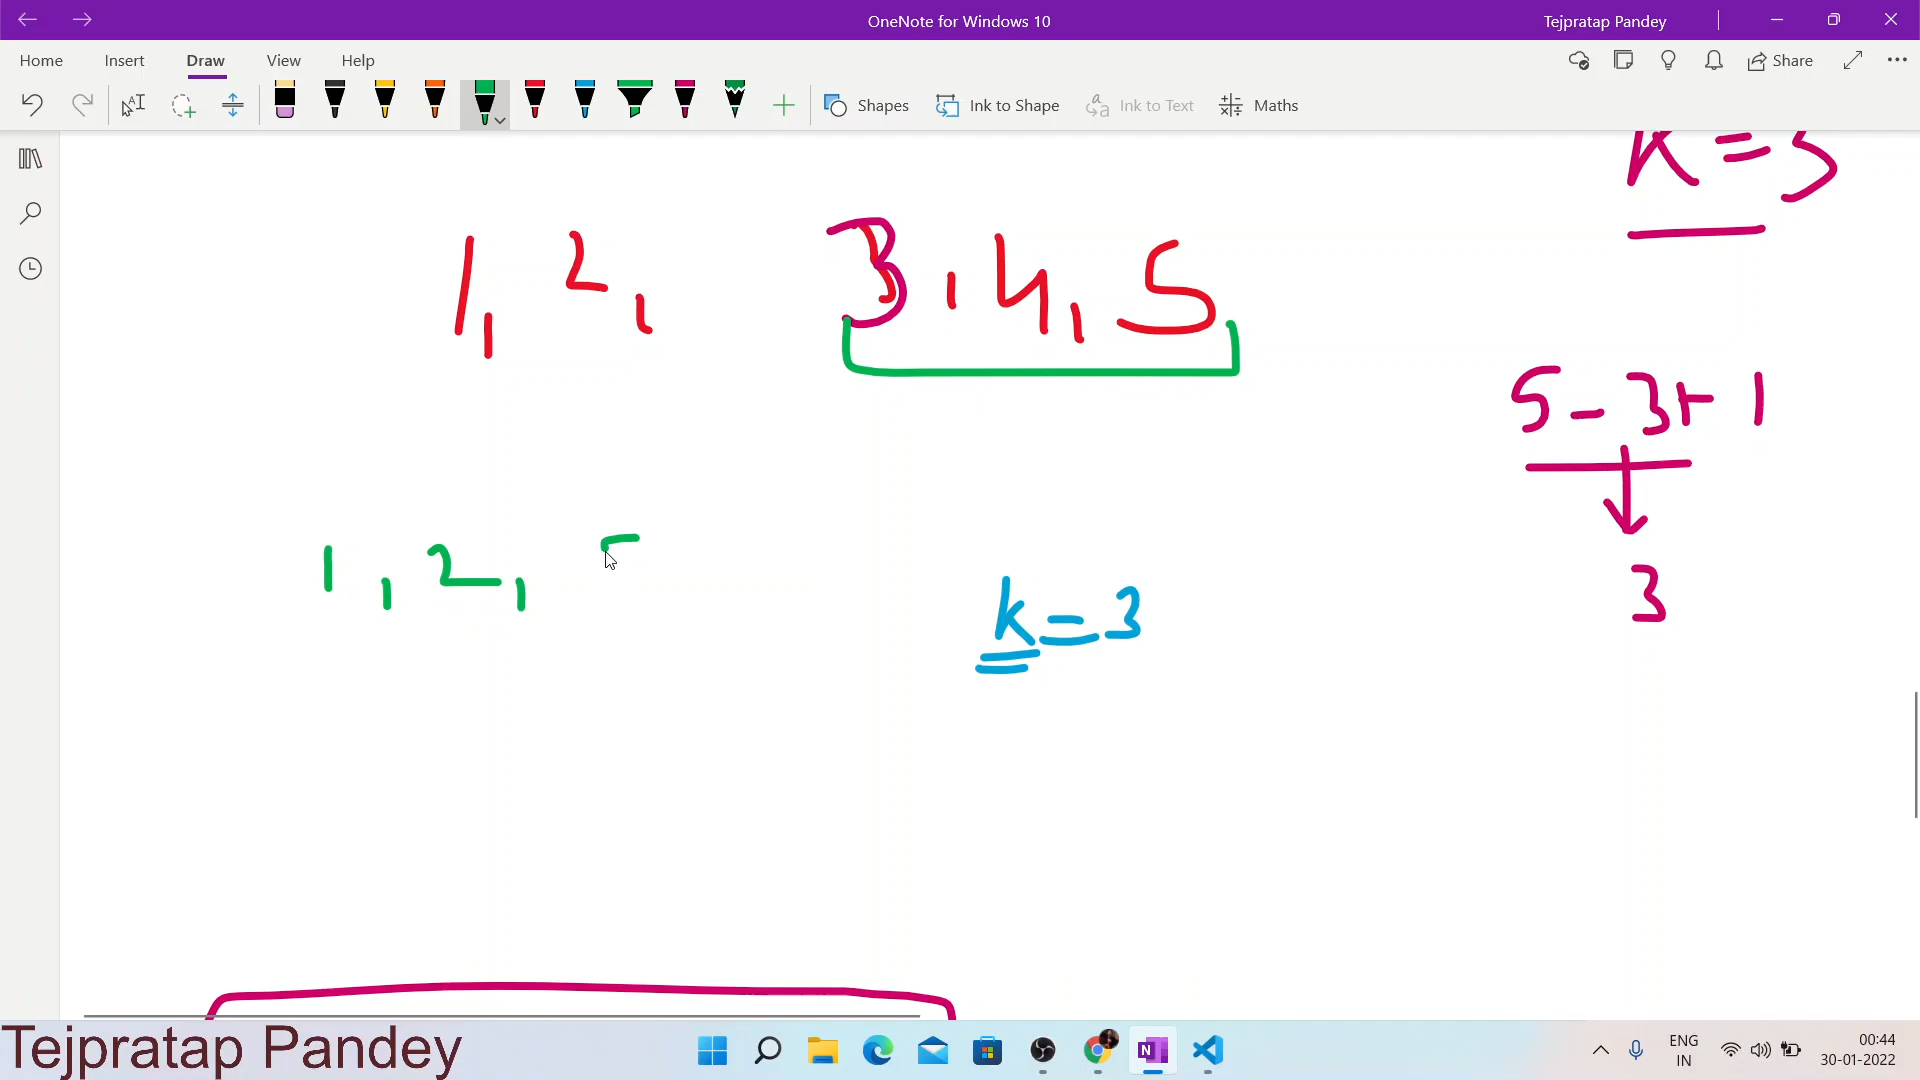 OneNote for Windows 10
Tejpratap Pandey
Home Insert Draw View Help
Share
Shapes Ink to Shape Ink to Text Maths
k = 3
1, 2, 3, 4, 5
5 - 3 + 1
3
1, 2,
k = 3
Tejpratap Pandey
ENG
IN
00:44
30-01-2022